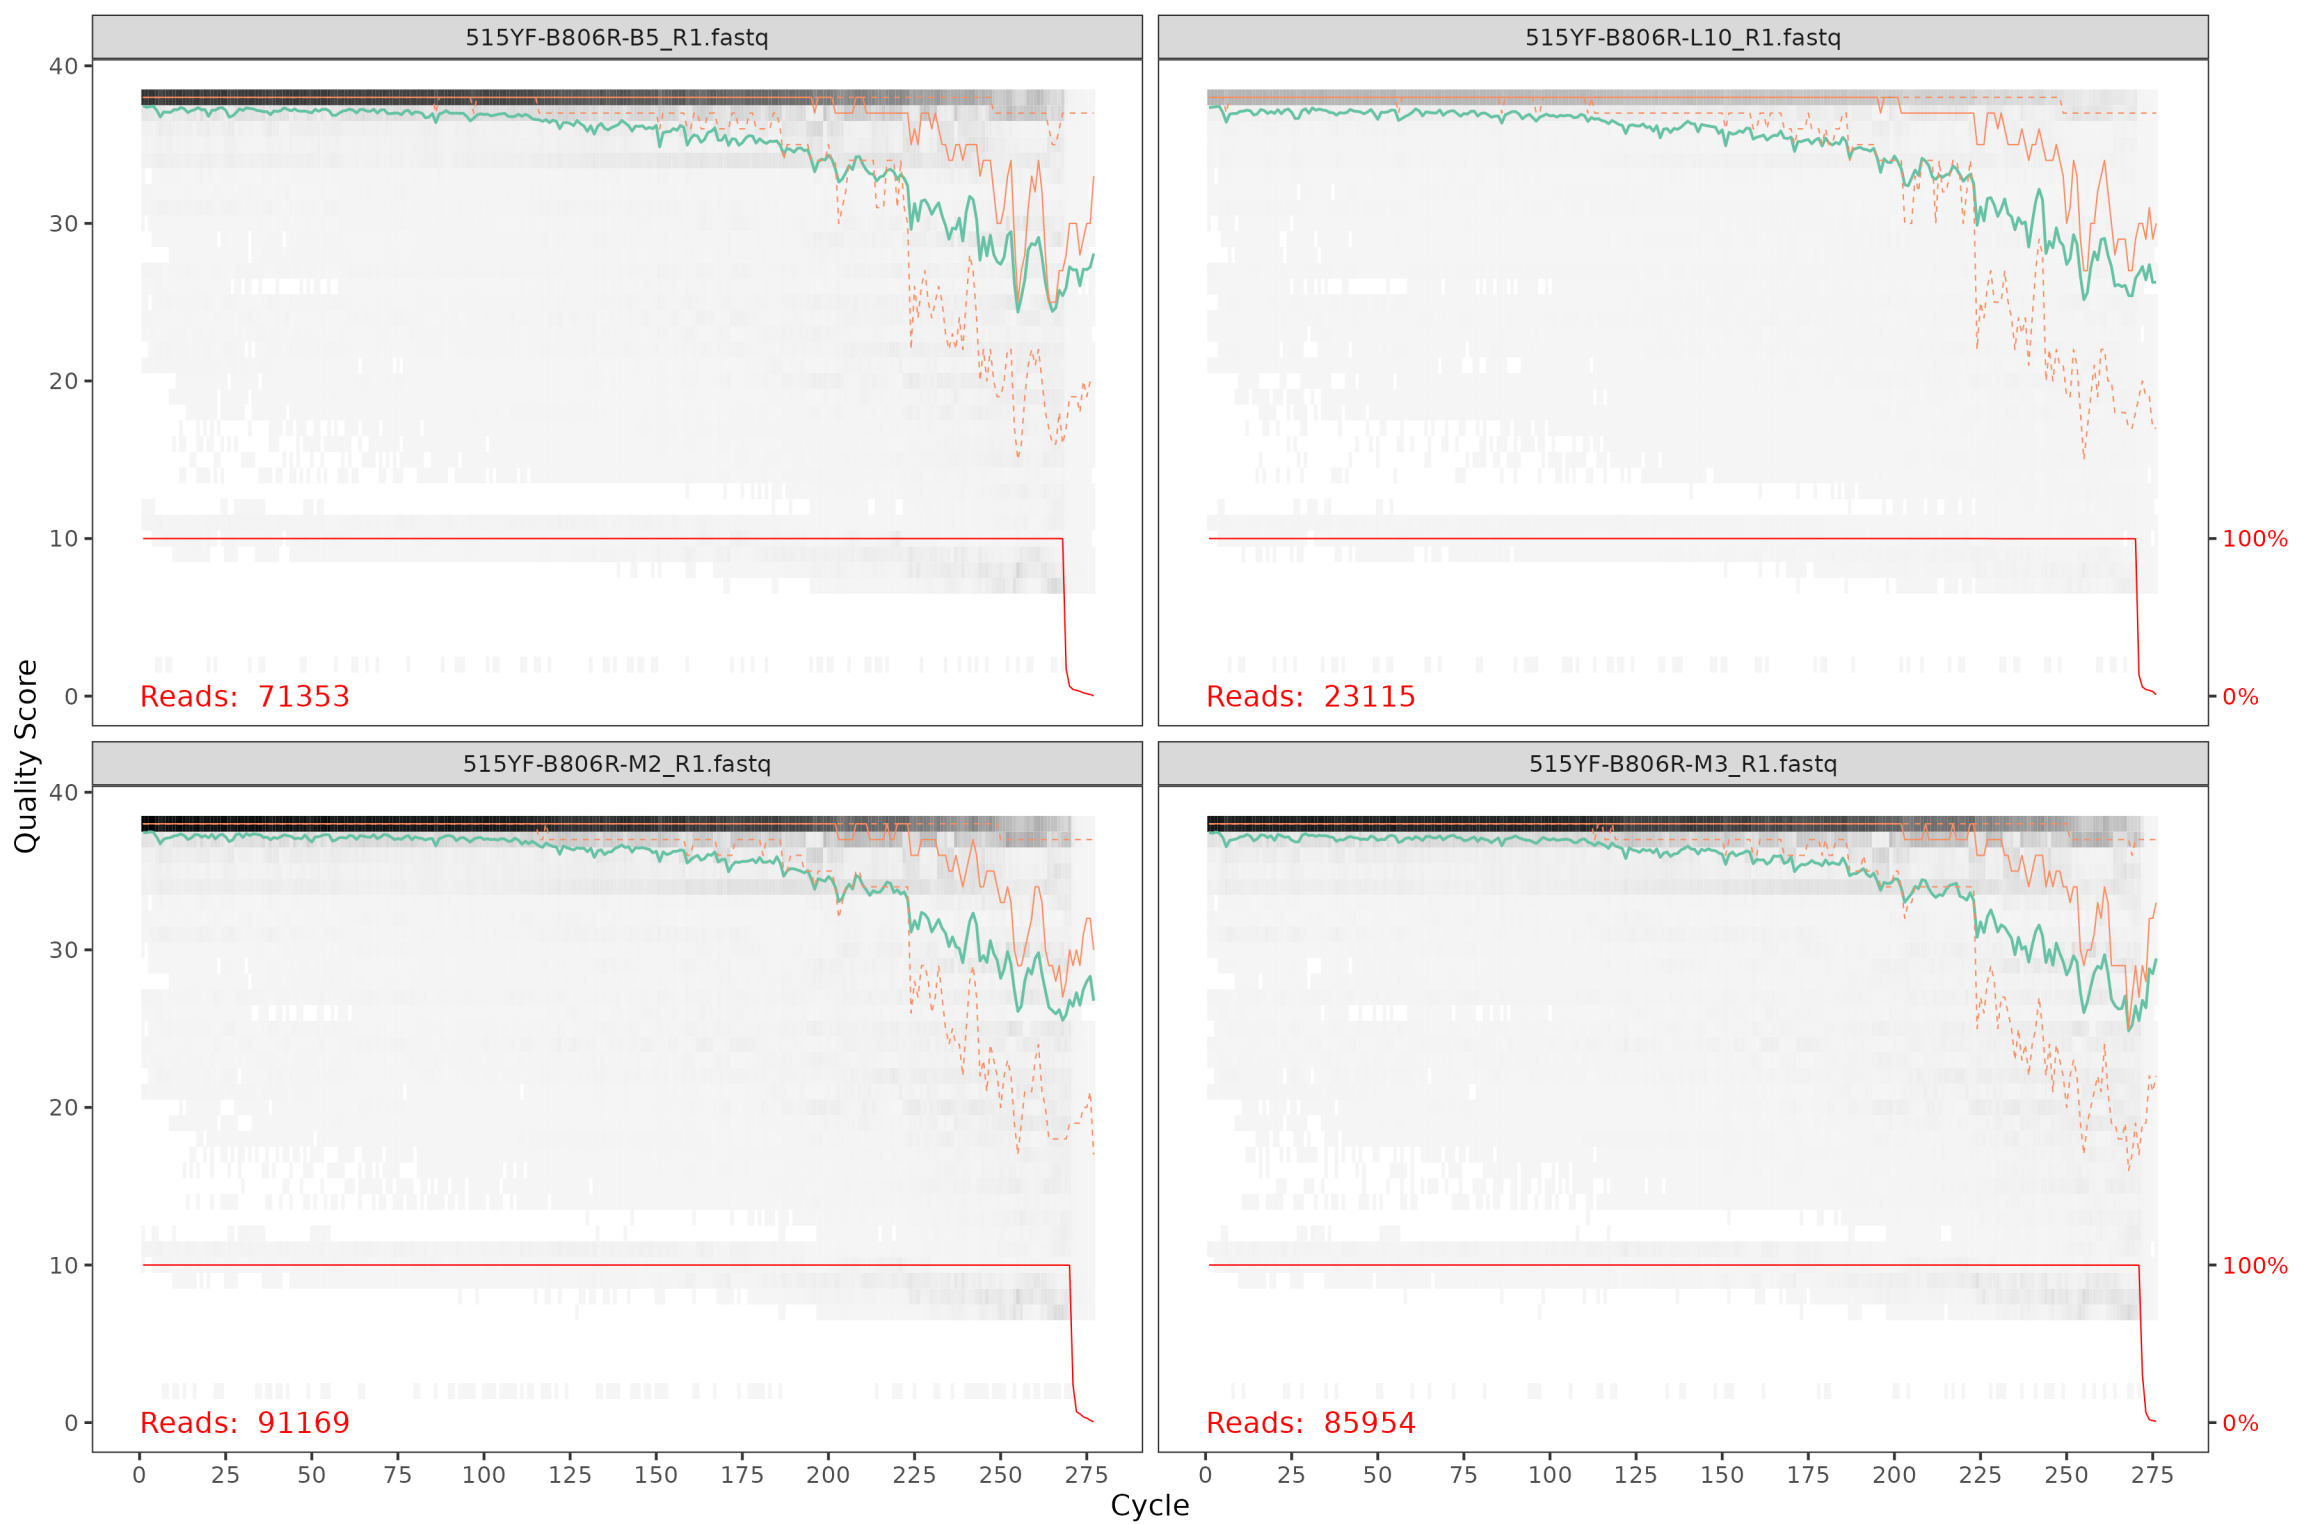 515YF-B806R-B5_R1.fastq
515YF-B806R-L10_R1.fastq
40
30
20
10
0
100%
0%
Reads: 71353
Reads: 23115
515YF-B806R-M2_R1.fastq
515YF-B806R-M3_R1.fastq
Quality Score
40
30
20
10
0
100%
0%
Reads: 91169
Reads: 85954
0 25 50 75 100 125 150 175 200 225 250 275
0 25 50 75 100 125 150 175 200 225 250 275
Cycle